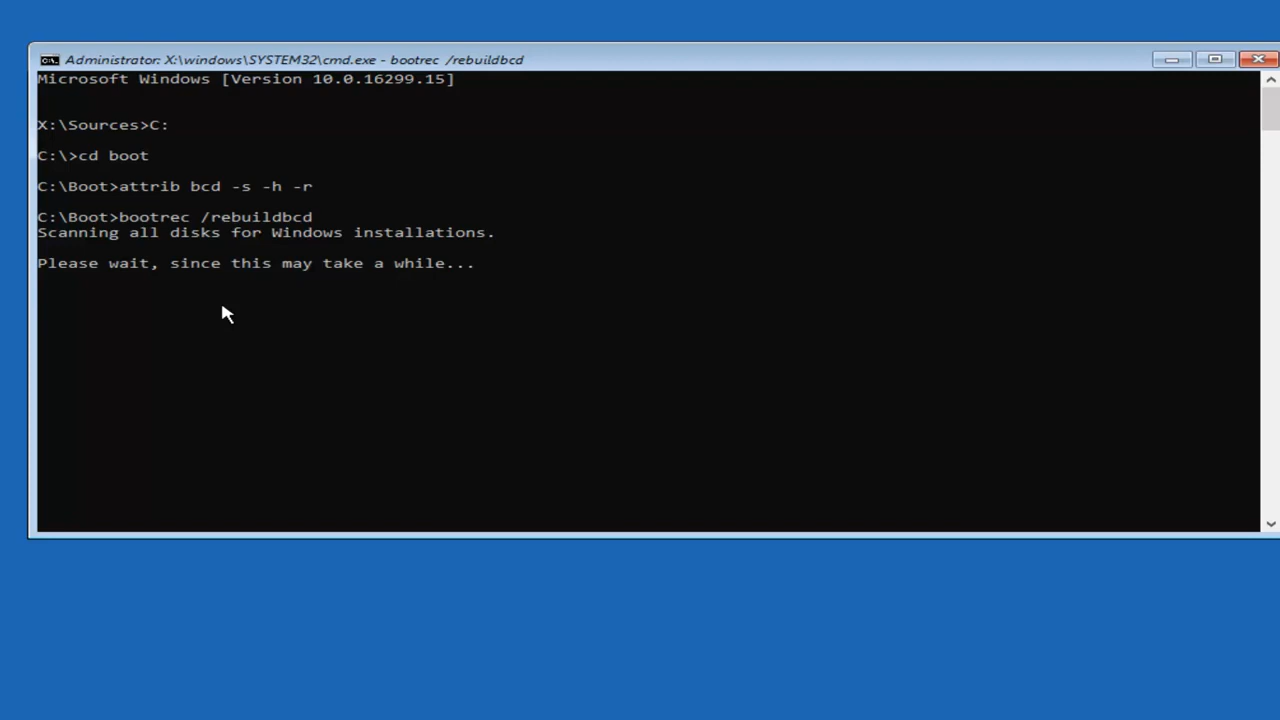 Administrator: X:\windows\SYSTEM32\cmd.exe - bootrec /rebuildbcd
Microsoft Windows [Version 10.0.16299.15]
X:\Sources>C:
C:\>cd boot
C:\Boot>attrib bcd -s -h -r
C:\Boot>bootrec /rebuildbcd
Scanning all disks for Windows installations.
Please wait, since this may take a while...